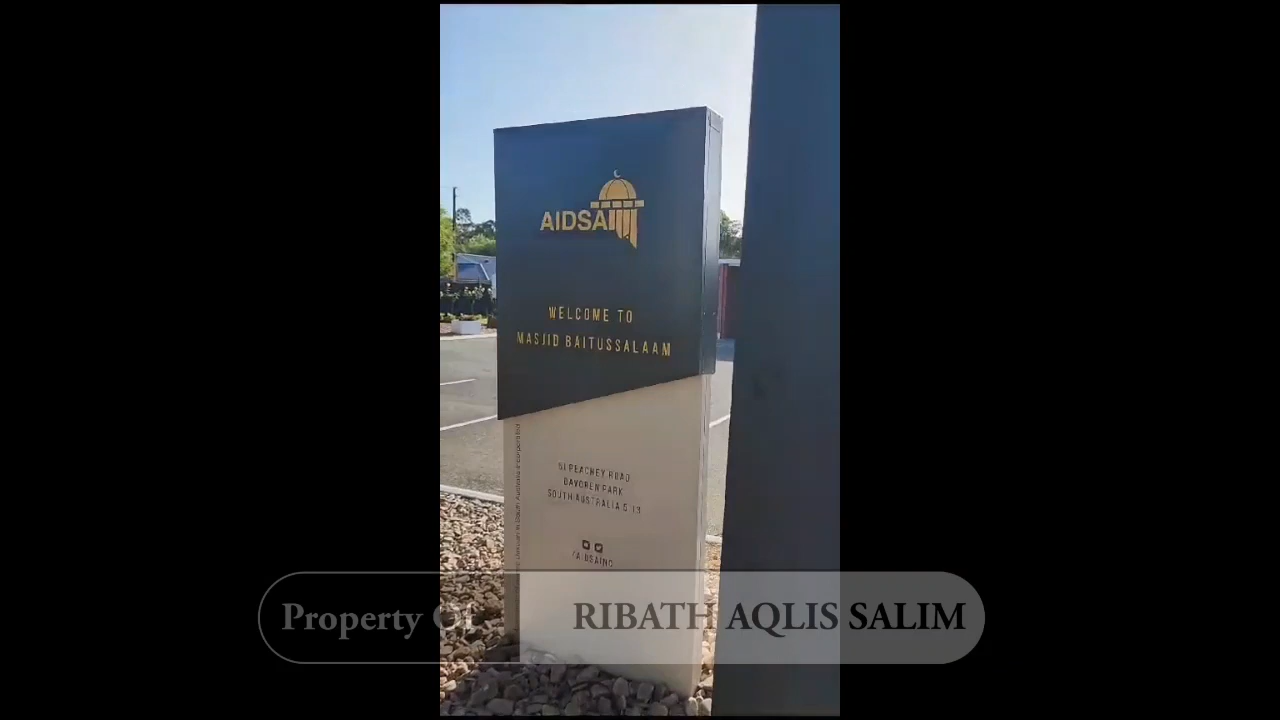 AIDSA
WELCOME TO
MASJID BAITUSSALAAM
PEACHEY ROAD
DAVOREN PARK
SOUTH AUSTRALIA
Property Of
RIBATH AQLIS SALIM